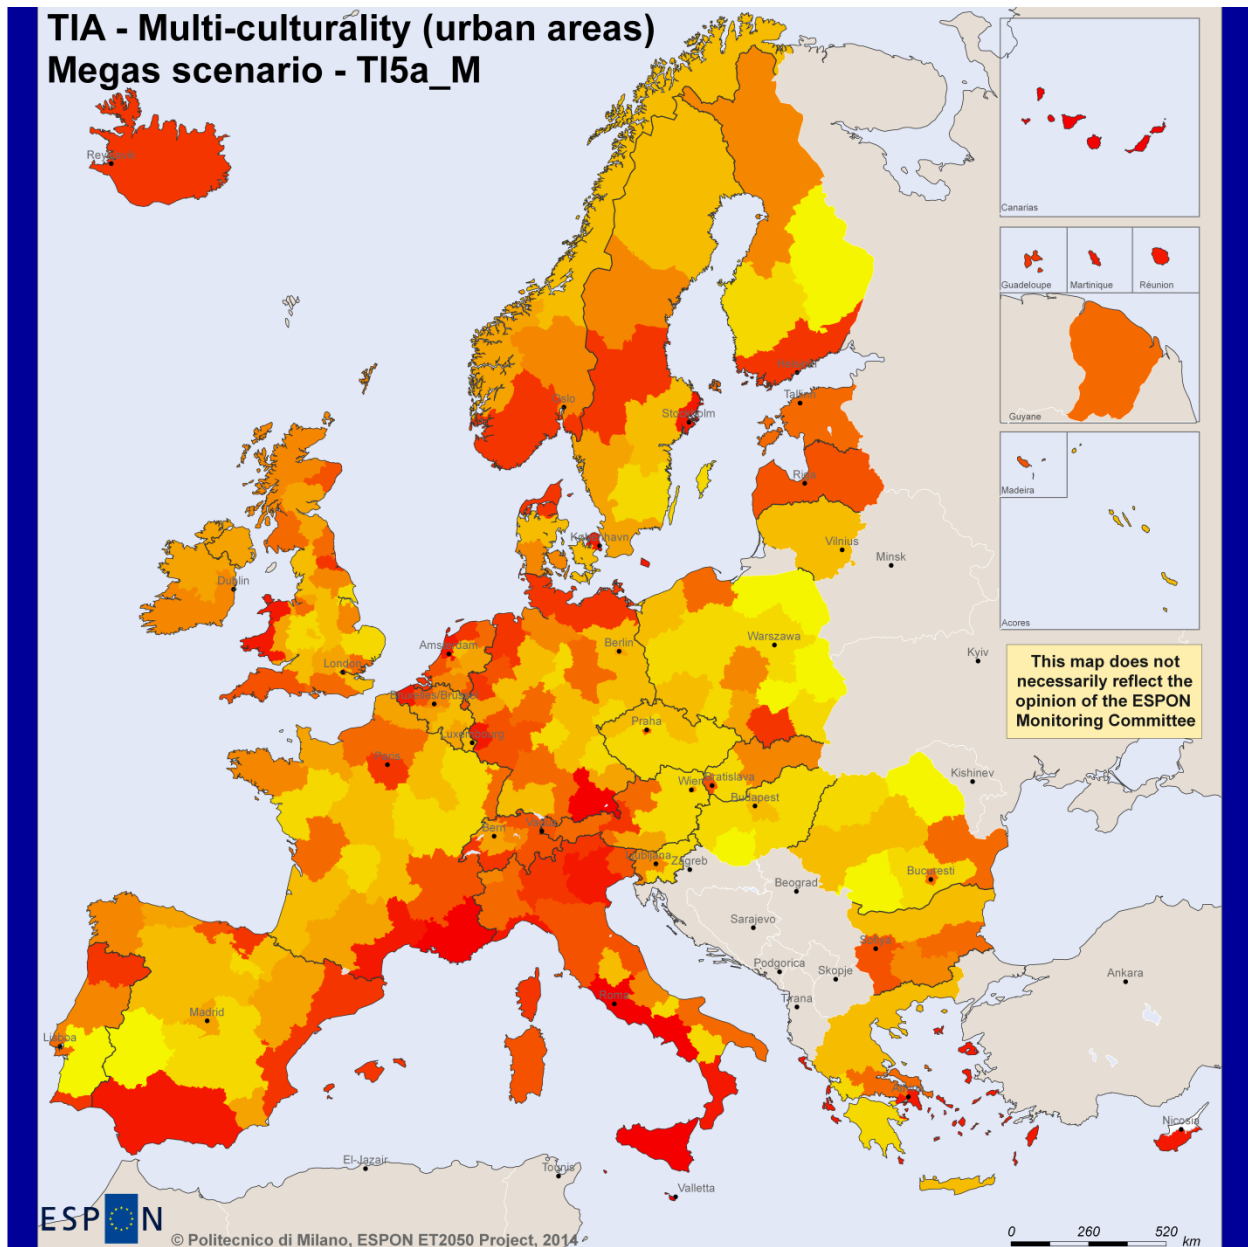 TIA - Multi-culturality (urban areas)
Megas scenario - TI5a_M
Reykjavik
Canarias
Guadeloupe
Martinique
Réunion
Guyane
Madeira
Acores
Oslo
Helsinki
Tallinn
Stockholm
Riga
København
Vilnius
Minsk
Dublin
Amsterdam
Berlin
Warszawa
London
Kyiv
Bruxelles/Brussel
This map does not
necessarily reflect the
opinion of the ESPON
Monitoring Committee
Praha
Luxembourg
Paris
Kishinev
Wien
Bratislava
Budapest
Bern
Vaduz
Ljubljana
Zagreb
Bucuresti
Beograd
Sarajevo
Sofiya
Podgorica
Skopje
Ankara
Roma
Tirana
Madrid
Lisboa
Athina
Nicosia
El-Jazair
Tounis
Valletta
ESPON
© Politecnico di Milano, ESPON ET2050 Project, 2014
0 260 520
km